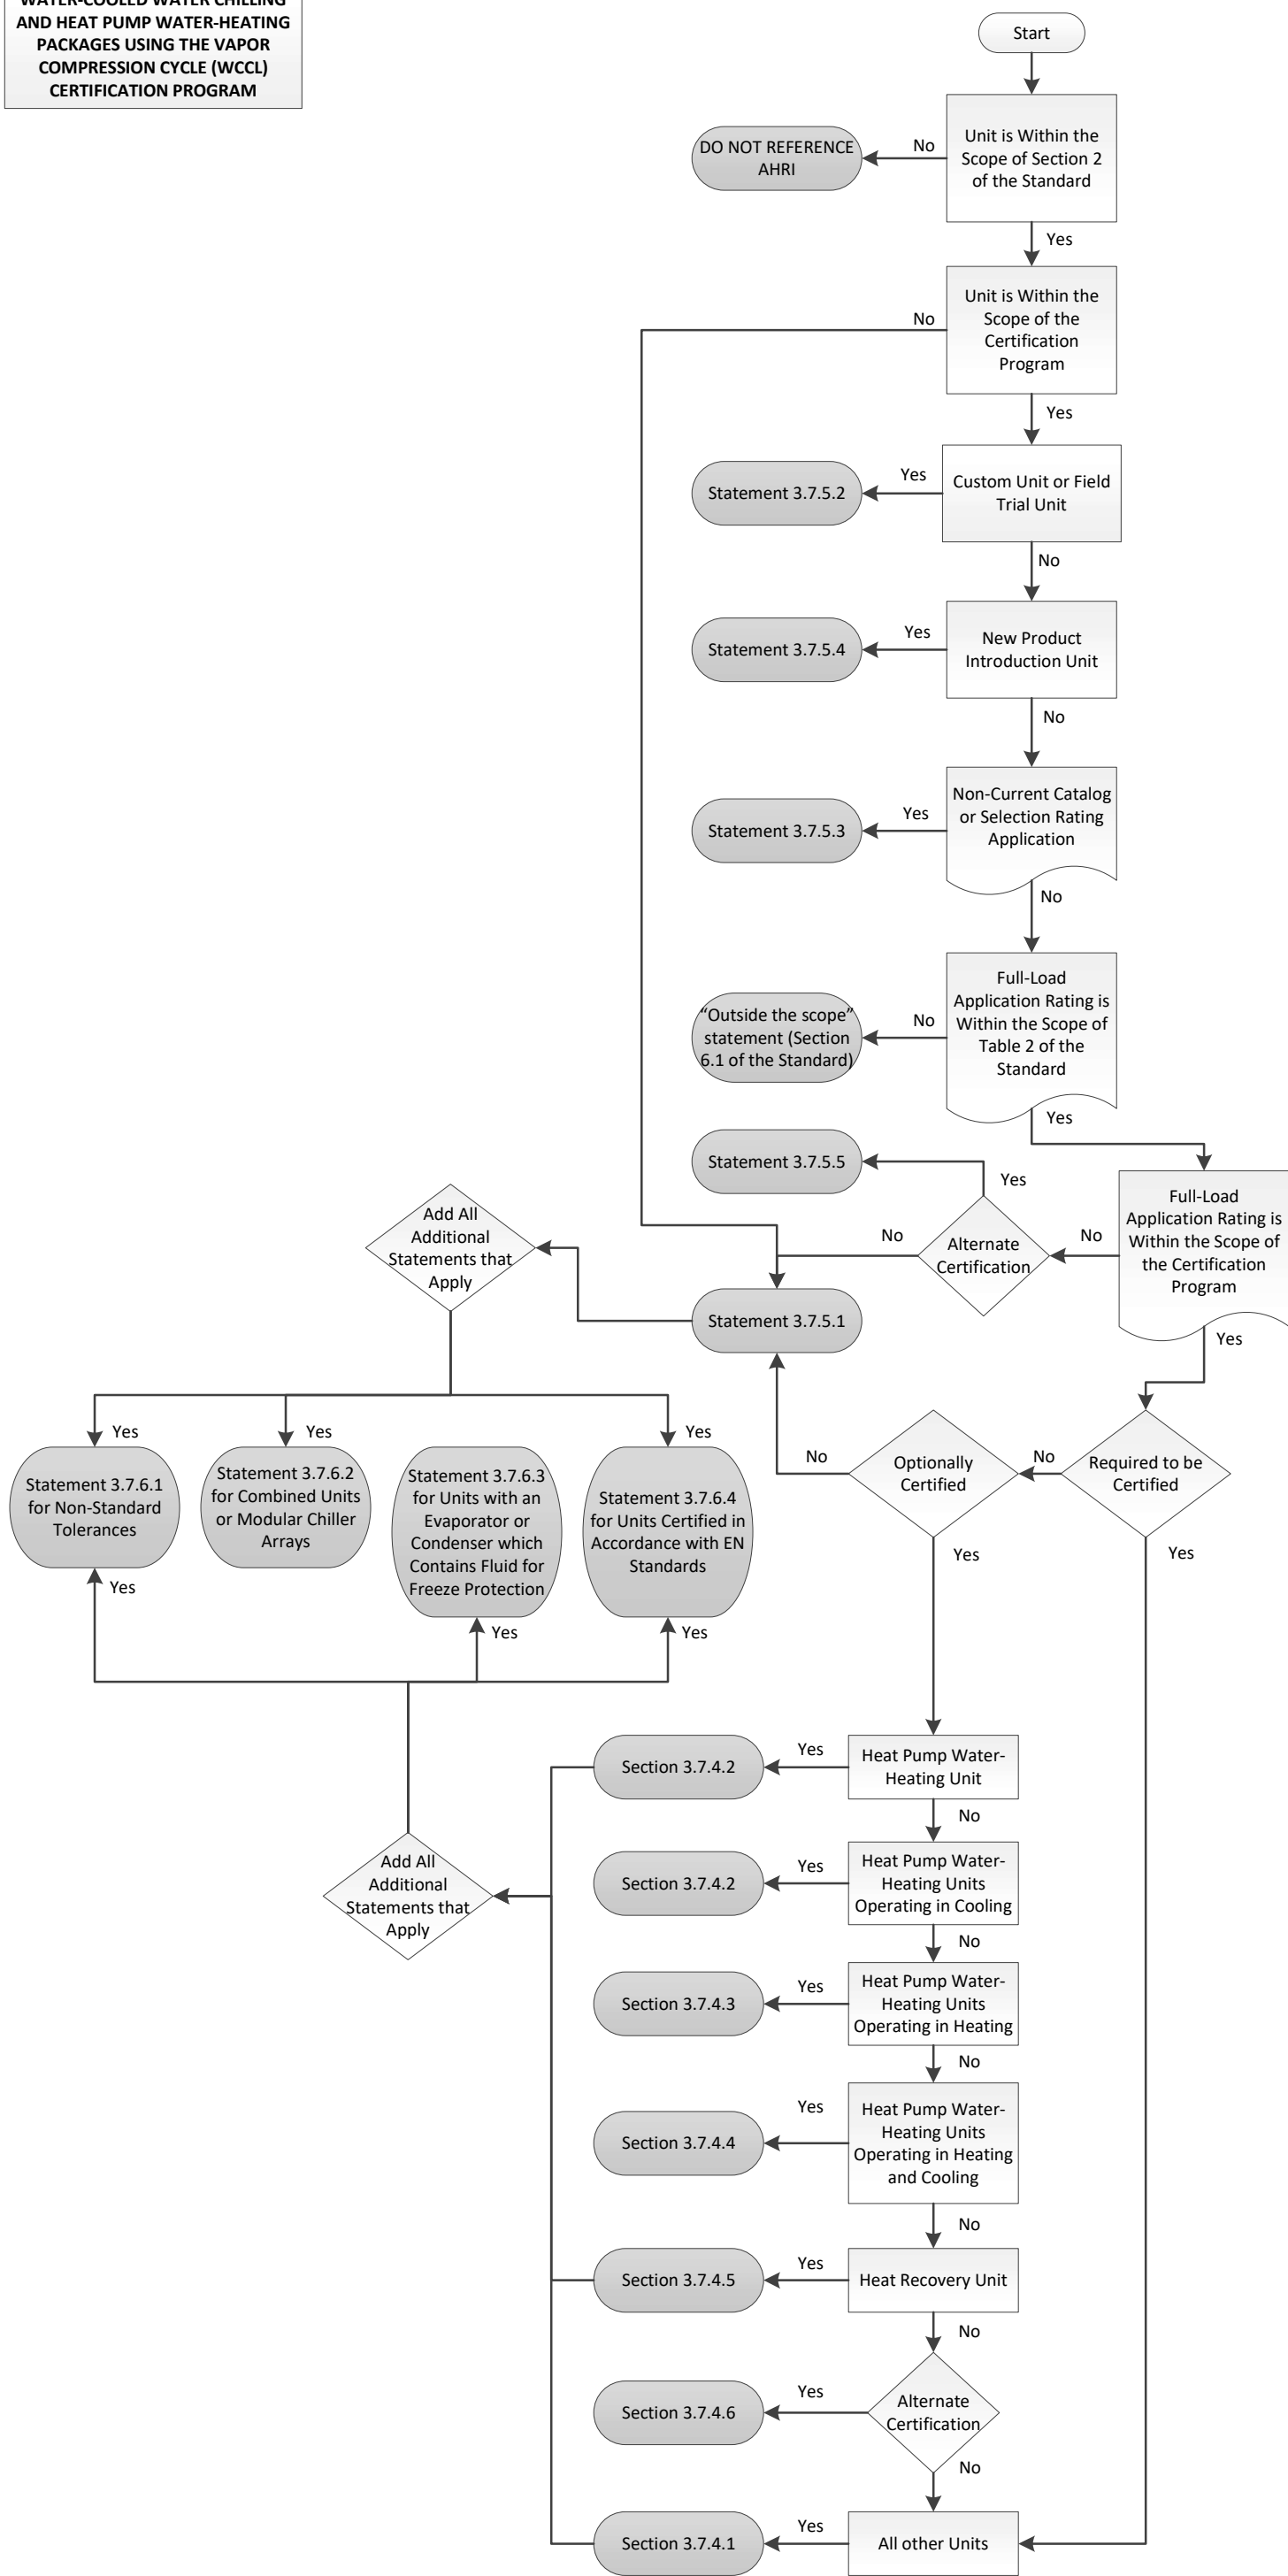 WATER-COOLED WATER CHILLING
AND HEAT PUMP WATER-HEATING
PACKAGES USING THE VAPOR
COMPRESSION CYCLE (WCCL)
CERTIFICATION PROGRAM
Start
Unit is Within the
Scope of Section 2
of the Standard
No
DO NOT REFERENCE
AHRI
Yes
Unit is Within the
Scope of the
Certification
Program
No
Yes
Custom Unit or Field
Trial Unit
Yes
Statement 3.7.5.2
No
New Product
Introduction Unit
Yes
Statement 3.7.5.4
No
Non-Current Catalog
or Selection Rating
Application
Yes
Statement 3.7.5.3
No
Full-Load
Application Rating is
Within the Scope of
Table 2 of the
Standard
No
“Outside the scope”
statement (Section
6.1 of the Standard)
Yes
Full-Load
Application Rating is
Within the Scope of
the Certification
Program
No
Alternate
Certification
Yes
Statement 3.7.5.5
No
Statement 3.7.5.1
Add All
Additional
Statements that
Apply
Yes
Required to be
Certified
No
Optionally
Certified
No
Yes
Yes
Yes
Statement 3.7.6.1
for Non-Standard
Tolerances
Yes
Yes
Statement 3.7.6.2
for Combined Units
or Modular Chiller
Arrays
Statement 3.7.6.3
for Units with an
Evaporator or
Condenser which
Contains Fluid for
Freeze Protection
Yes
Yes
Statement 3.7.6.4
for Units Certified in
Accordance with EN
Standards
Yes
Heat Pump Water-
Heating Unit
Yes
Section 3.7.4.2
No
Heat Pump Water-
Heating Units
Operating in Cooling
Yes
Section 3.7.4.2
Add All
Additional
Statements that
Apply
No
Heat Pump Water-
Heating Units
Operating in Heating
Yes
Section 3.7.4.3
No
Heat Pump Water-
Heating Units
Operating in Heating
and Cooling
Yes
Section 3.7.4.4
No
Heat Recovery Unit
Yes
Section 3.7.4.5
No
Alternate
Certification
Yes
Section 3.7.4.6
No
All other Units
Yes
Section 3.7.4.1